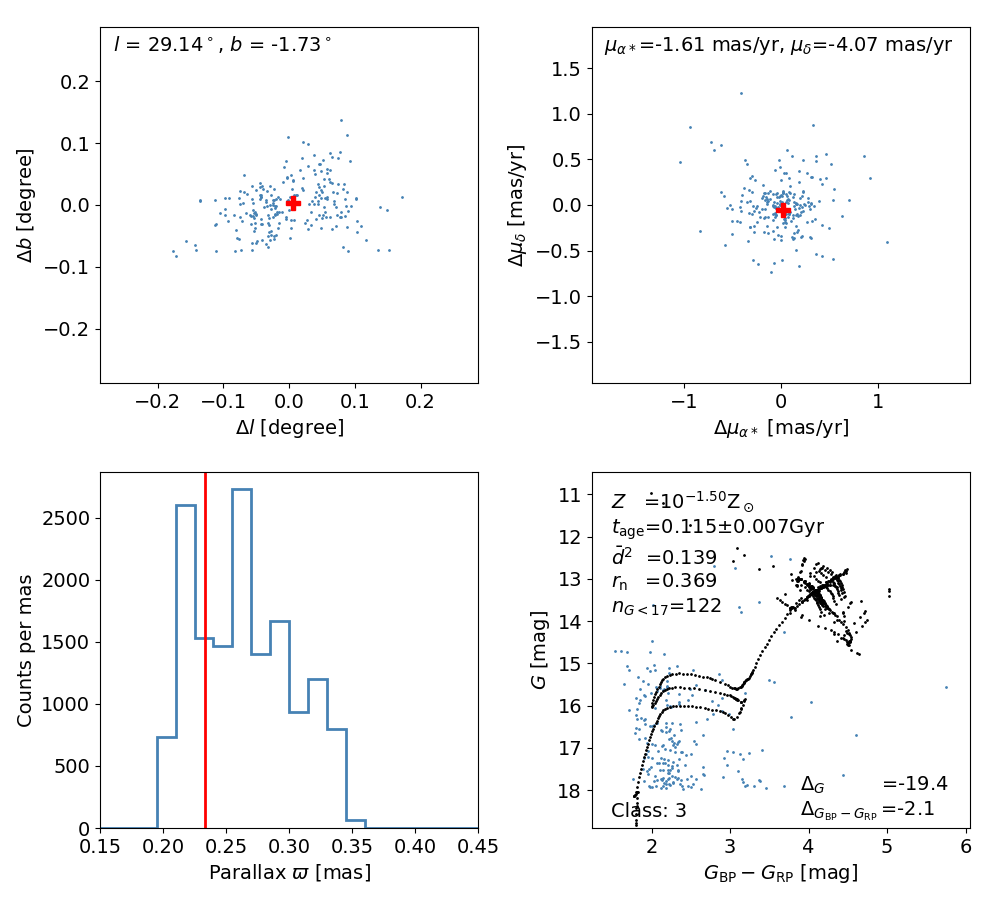 l = 29.14°, b = -1.73°
0.2
0.1
0.0
−0.1
−0.2
Δb [degree]
−0.2 −0.1 0.0 0.1 0.2
Δl [degree]
μα*=-1.61 mas/yr, μδ=-4.07 mas/yr
1.5
1.0
0.5
0.0
−0.5
−1.0
−1.5
Δμδ [mas/yr]
−1 0 1
Δμα* [mas/yr]
2500
2000
1500
1000
500
0
Counts per mas
0.15 0.20 0.25 0.30 0.35 0.40 0.45
Parallax ϖ [mas]
Z =10^−1.50 Z⊙
tage=0.115±0.007Gyr
d̄² =0.139
rn =0.369
nG<17=122
11
12
13
14
15
16
17
18
G [mag]
ΔG =-19.4
ΔGBP−GRP=-2.1
Class: 3
2 3 4 5 6
GBP − GRP [mag]